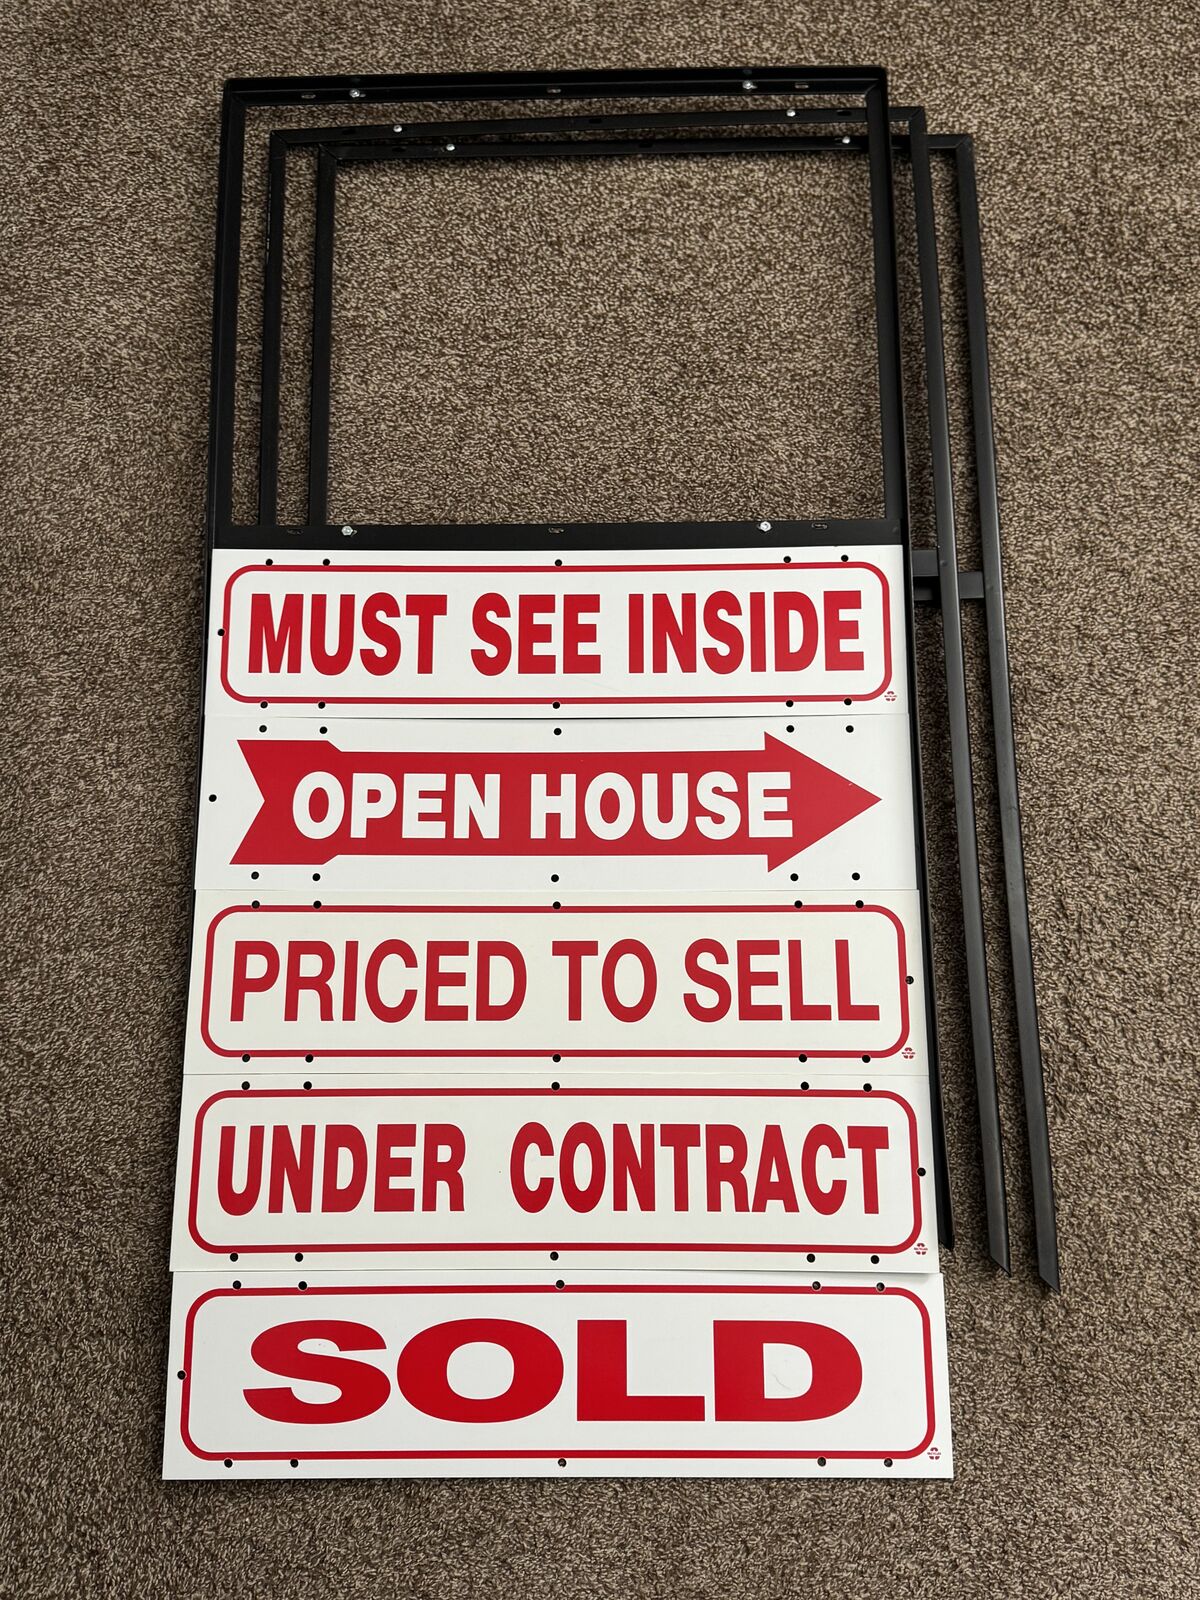 MUST SEE INSIDE
OPEN HOUSE
PRICED TO SELL
UNDER CONTRACT
SOLD